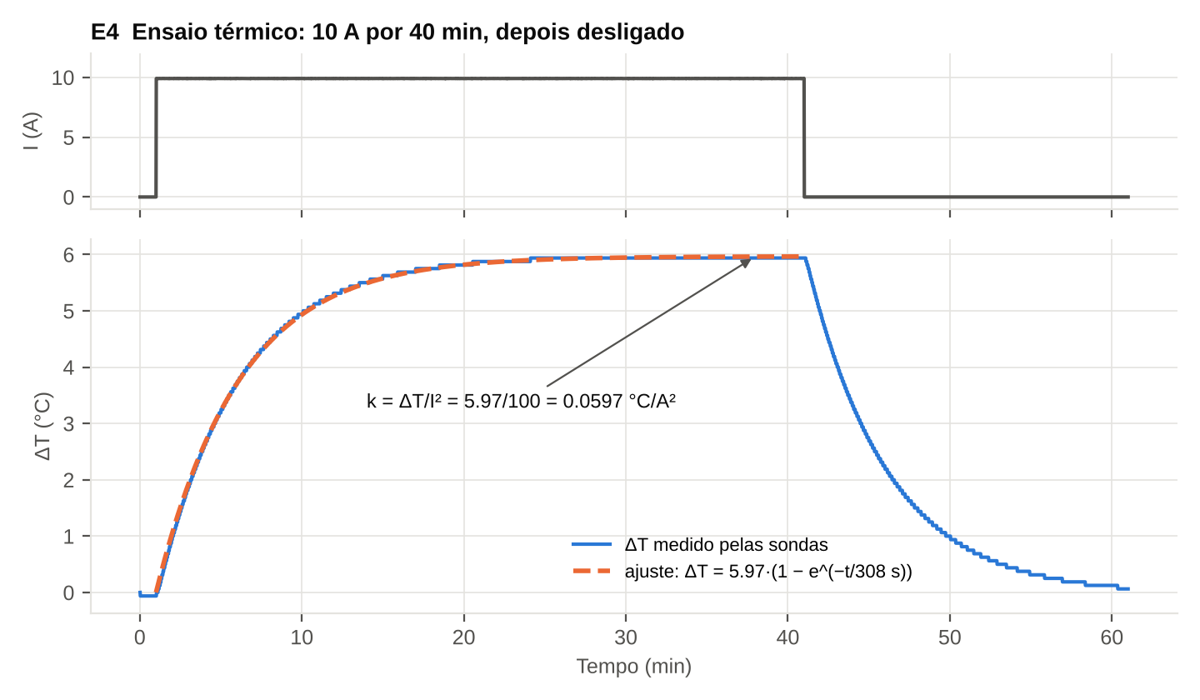 E4 Ensaio térmico: 10 A por 40 min, depois desligado
10
5
0
I (A)
6
5
4
3
2
1
0
ΔT (°C)
k = ΔT/I² = 5.97/100 = 0.0597 °C/A²
ΔT medido pelas sondas
ajuste: ΔT = 5.97·(1 − e^(−t/308 s))
0 10 20 30 40 50 60
Tempo (min)